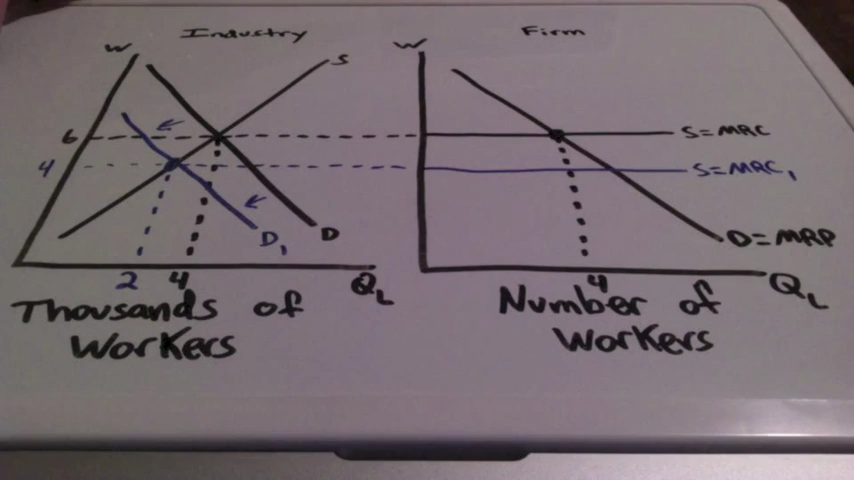 Industry
Firm
W
S
W
6
S=MRC
4
S=MRC1
D1
D
D=MRP
2
4
QL
4
QL
Thousands of
Workers
Number of
Workers